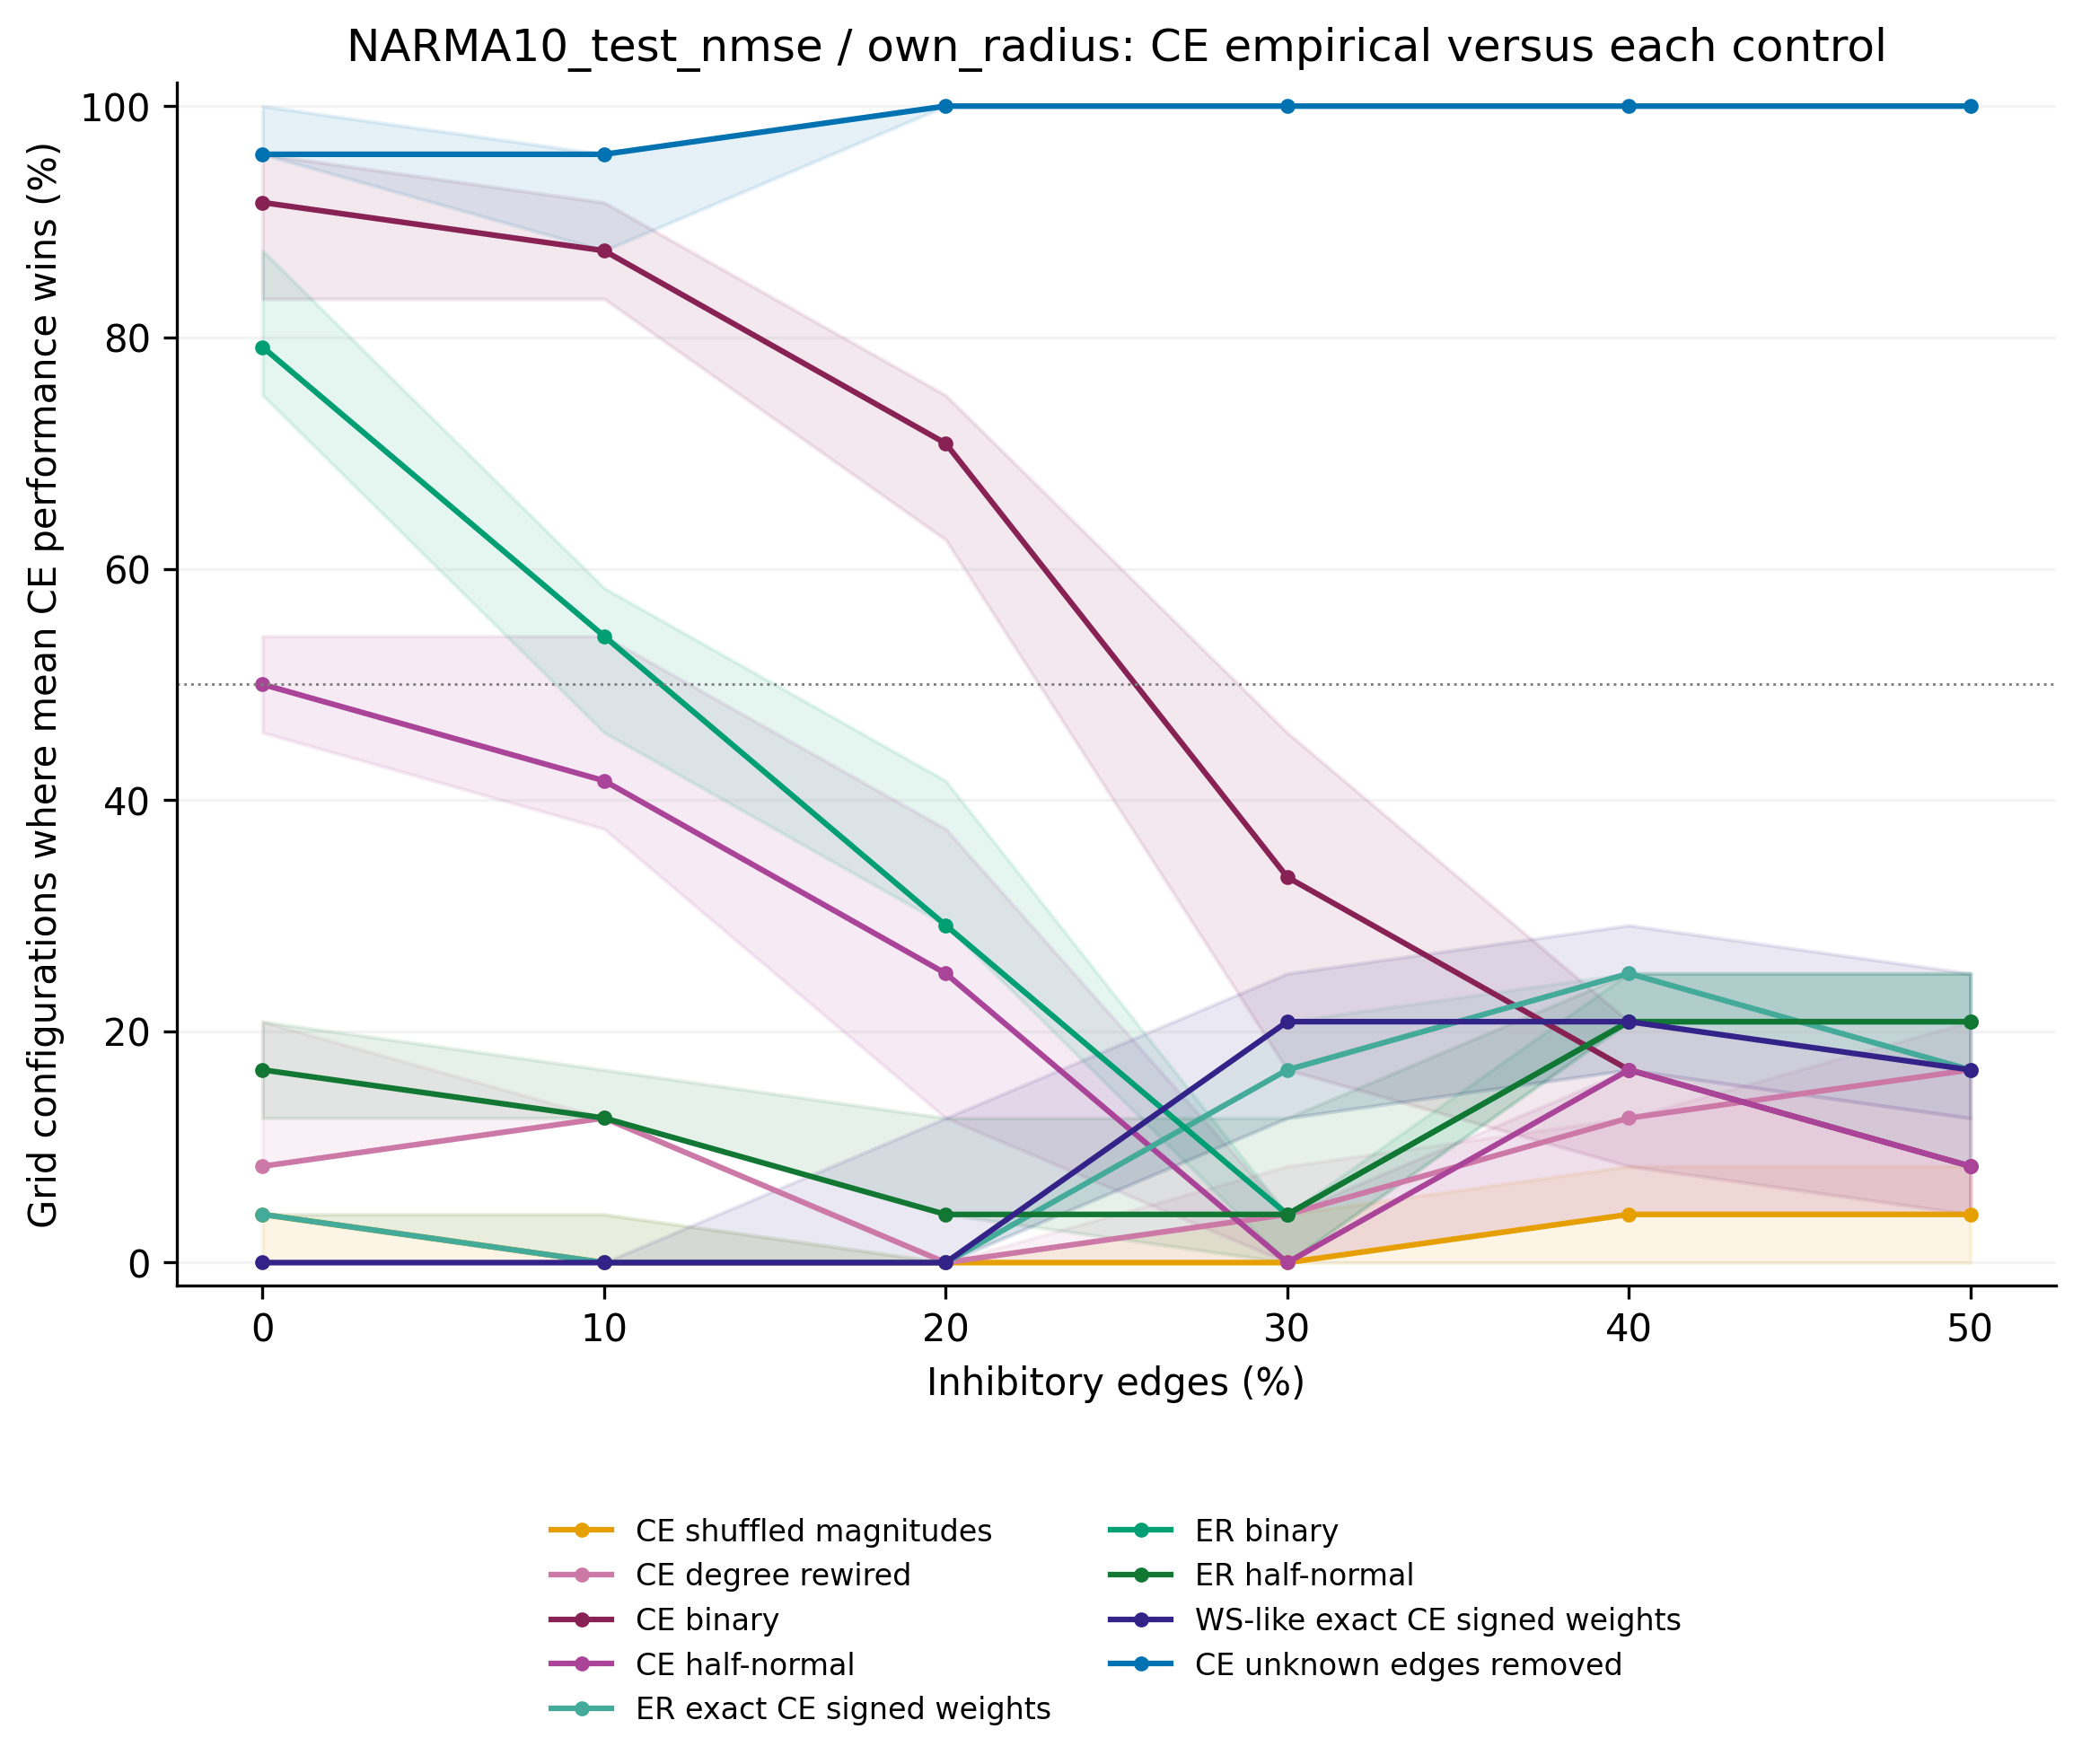 NARMA10_test_nmse / own_radius: CE empirical versus each control
Grid configurations where mean CE performance wins (%)
100
80
60
40
20
0
0 10 20 30 40 50
Inhibitory edges (%)
CE shuffled magnitudes
CE degree rewired
CE binary
CE half-normal
ER exact CE signed weights
ER binary
ER half-normal
WS-like exact CE signed weights
CE unknown edges removed